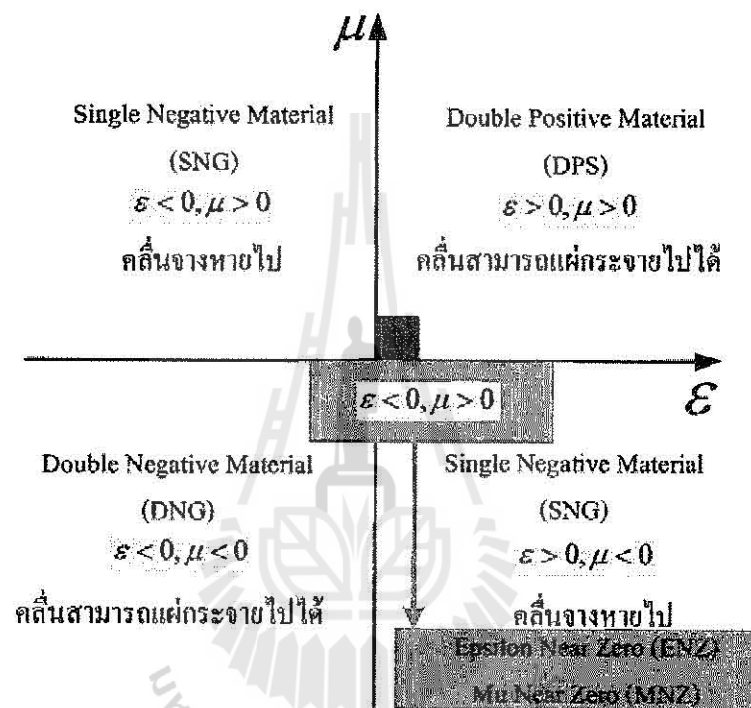 μ
Single Negative Material
(SNG)
ε < 0, μ > 0
คลื่นจางหายไป
Double Positive Material
(DPS)
ε > 0, μ > 0
คลื่นสามารถแผ่กระจายไปได้
ε < 0, μ > 0
ε
Double Negative Material
(DNG)
ε < 0, μ < 0
คลื่นสามารถแผ่กระจายไปได้
Single Negative Material
(SNG)
ε > 0, μ < 0
คลื่นจางหายไป
Epsilon Near Zero (ENZ)
Mu Near Zero (MNZ)